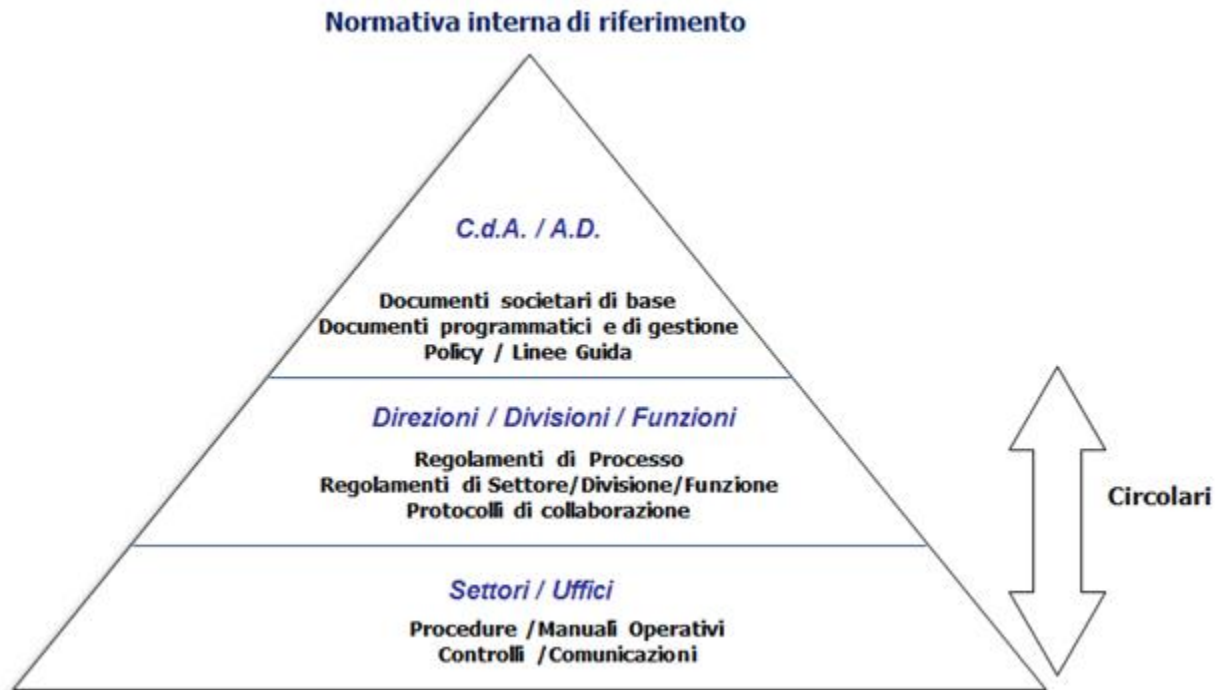 Normativa interna di riferimento
C.d.A. / A.D.
Documenti societari di base
Documenti programmatici e di gestione
Policy / Linee Guida
Direzioni / Divisioni / Funzioni
Regolamenti di Processo
Regolamenti di Settore/Divisione/Funzione
Protocolli di collaborazione
Circolari
Settori / Uffici
Procedure /Manuali Operativi
Controlli /Comunicazioni